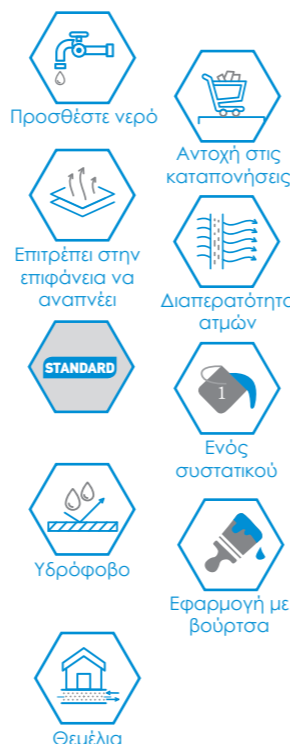 Προσθέστε νερό
Αντοχή στις
καταπονήσεις
Επιτρέπει στην
επιφάνεια να
αναπνέει
Διαπερατότητα
ατμών
STANDARD
1
Ενός
συστατικού
Υδρόφοβο
Εφαρμογή με
βούρτσα
Θεμέλια